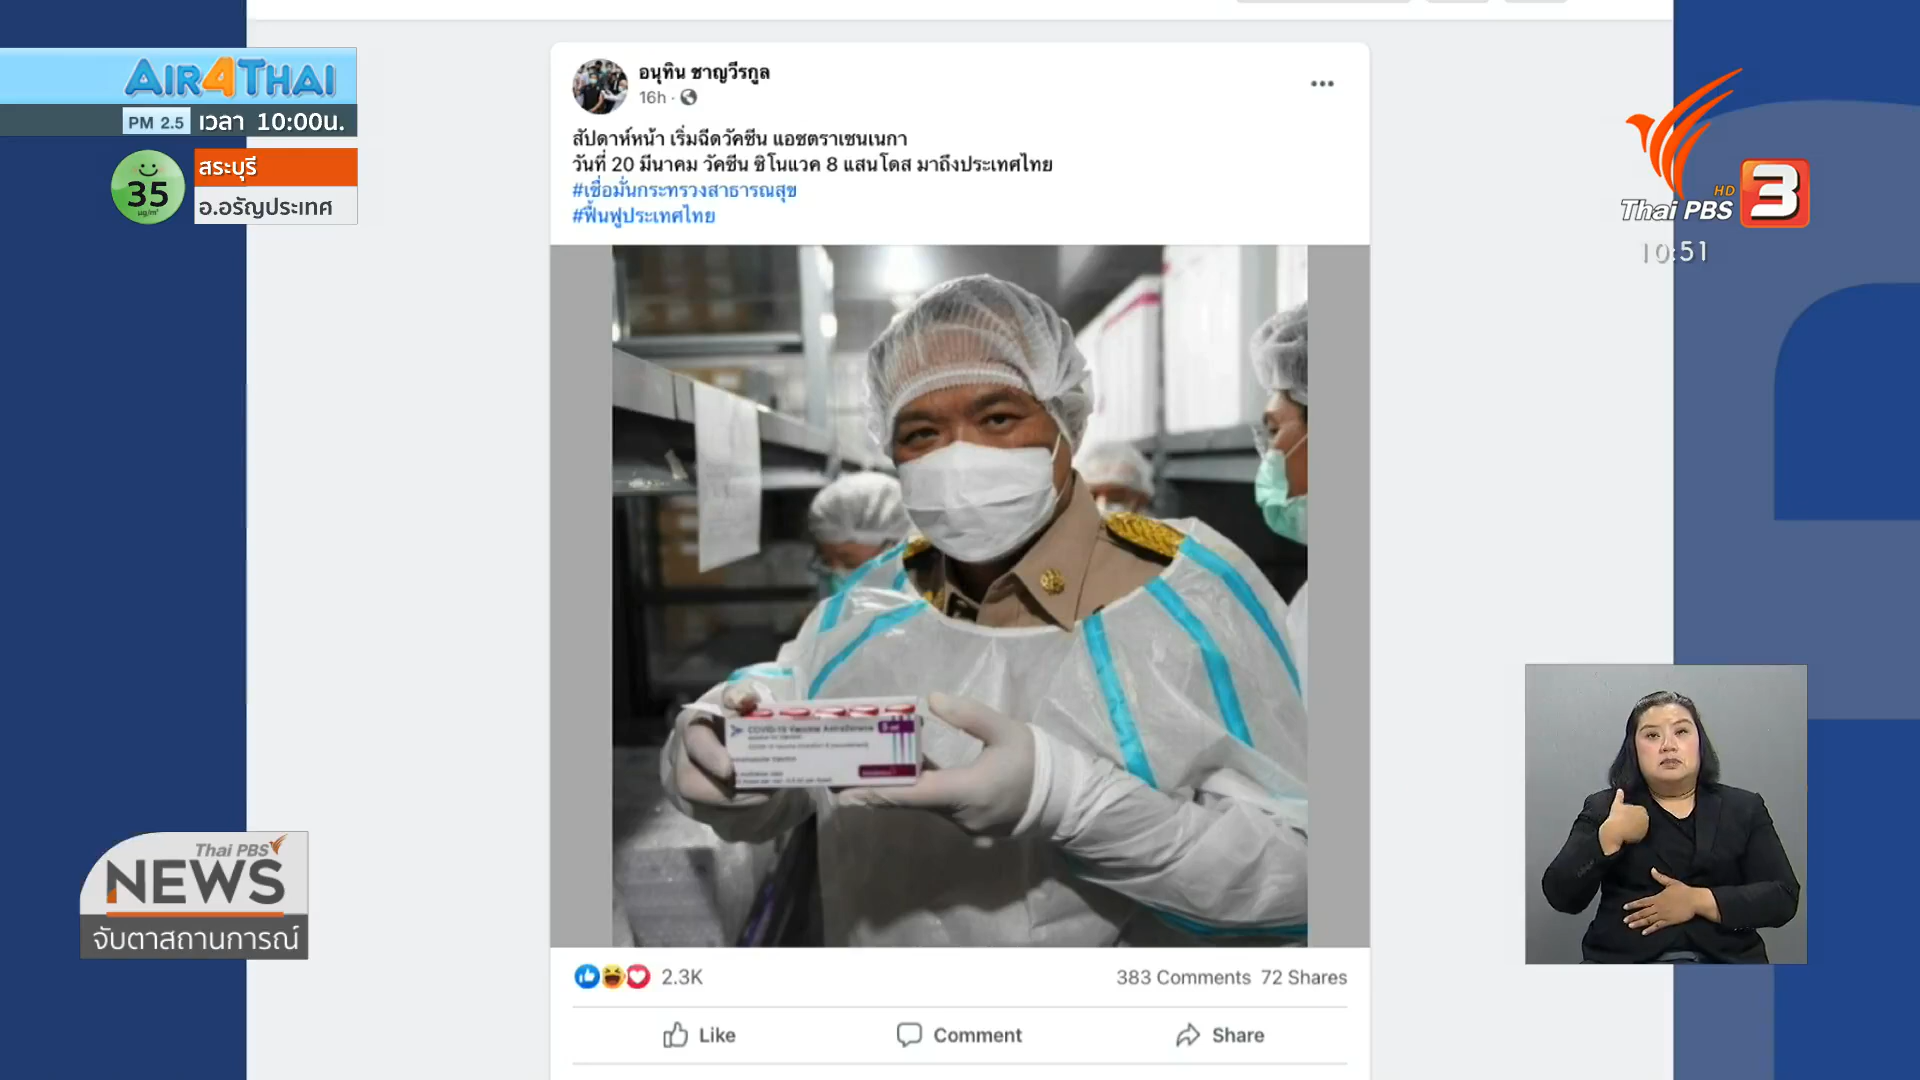 AIR4THAI
PM 2.5 เวลา 10:00น.
35
µg/m³
สระบุรี
อ.อรัญประเทศ
อนุทิน ชาญวีรกูล
16h ·
สัปดาห์หน้า เริ่มฉีดวัคซีน แอซตราเซนเนกา
วันที่ 20 มีนาคม วัคซีน ซิโนแวค 8 แสนโดส มาถึงประเทศไทย
#เชื่อมั่นกระทรวงสาธารณสุข
#ฟื้นฟูประเทศไทย
Thai PBS HD 3
10:51
COVID-19 Vaccine AstraZeneca
Thai PBS
NEWS
จับตาสถานการณ์
2.3K
383 Comments 72 Shares
Like Comment Share